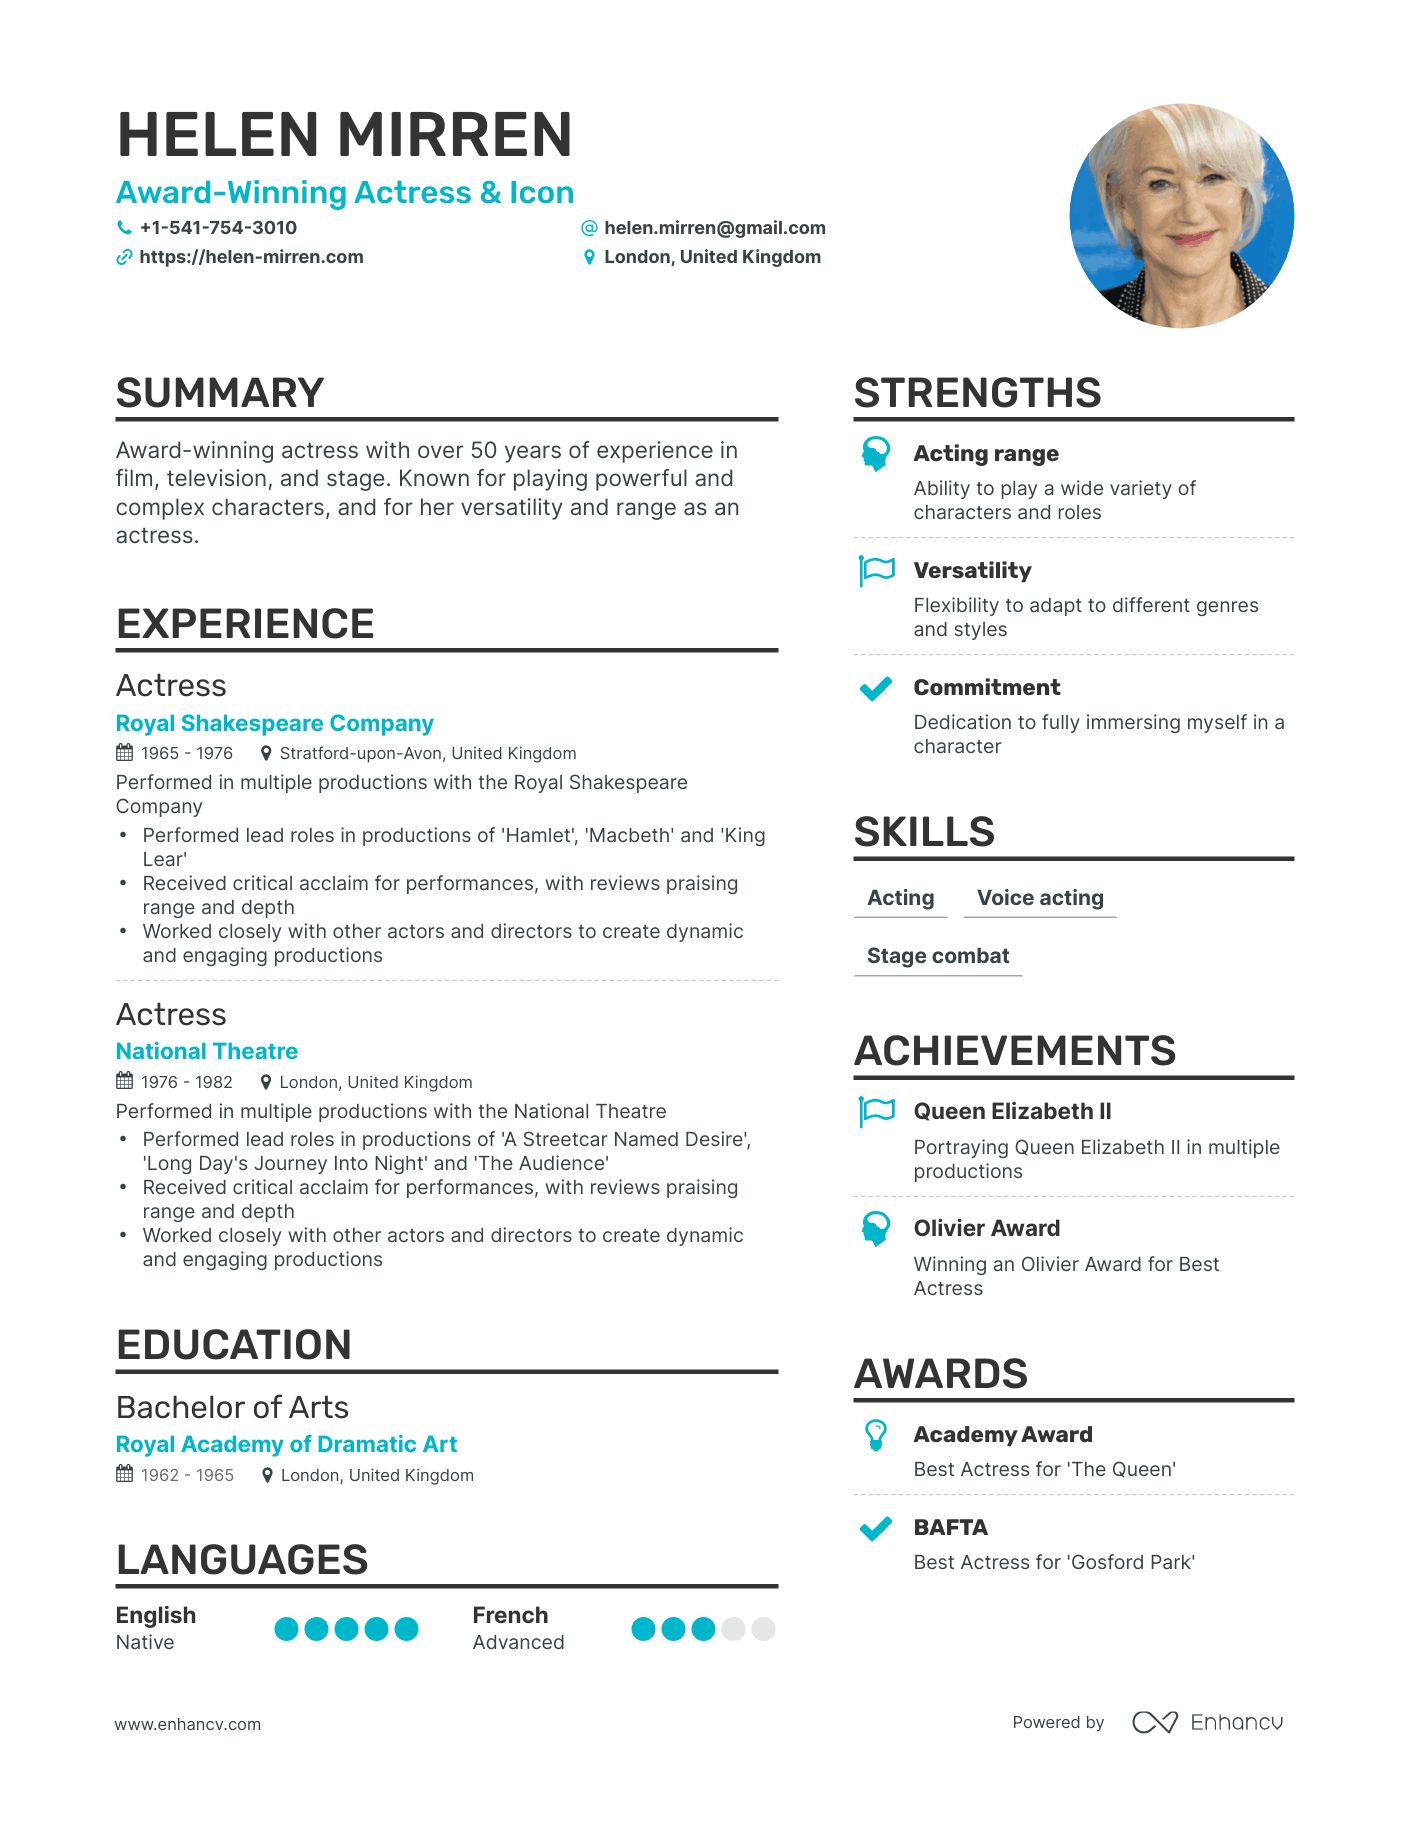 HELEN MIRREN
Award-Winning Actress & Icon
+1-541-754-3010
helen.mirren@gmail.com
https://helen-mirren.com
London, United Kingdom
SUMMARY
Award-winning actress with over 50 years of experience in
film, television, and stage. Known for playing powerful and
complex characters, and for her versatility and range as an
actress.
EXPERIENCE
Actress
Royal Shakespeare Company
1965 - 1976 Stratford-upon-Avon, United Kingdom
Performed in multiple productions with the Royal Shakespeare
Company
• Performed lead roles in productions of 'Hamlet', 'Macbeth' and 'King
Lear'
• Received critical acclaim for performances, with reviews praising
range and depth
• Worked closely with other actors and directors to create dynamic
and engaging productions
Actress
National Theatre
1976 - 1982 London, United Kingdom
Performed in multiple productions with the National Theatre
• Performed lead roles in productions of 'A Streetcar Named Desire',
'Long Day's Journey Into Night' and 'The Audience'
• Received critical acclaim for performances, with reviews praising
range and depth
• Worked closely with other actors and directors to create dynamic
and engaging productions
EDUCATION
Bachelor of Arts
Royal Academy of Dramatic Art
1962 - 1965 London, United Kingdom
LANGUAGES
English
Native
French
Advanced
STRENGTHS
Acting range
Ability to play a wide variety of
characters and roles
Versatility
Flexibility to adapt to different genres
and styles
Commitment
Dedication to fully immersing myself in a
character
SKILLS
Acting Voice acting
Stage combat
ACHIEVEMENTS
Queen Elizabeth II
Portraying Queen Elizabeth II in multiple
productions
Olivier Award
Winning an Olivier Award for Best
Actress
AWARDS
Academy Award
Best Actress for 'The Queen'
BAFTA
Best Actress for 'Gosford Park'
www.enhancv.com
Powered by Enhancv